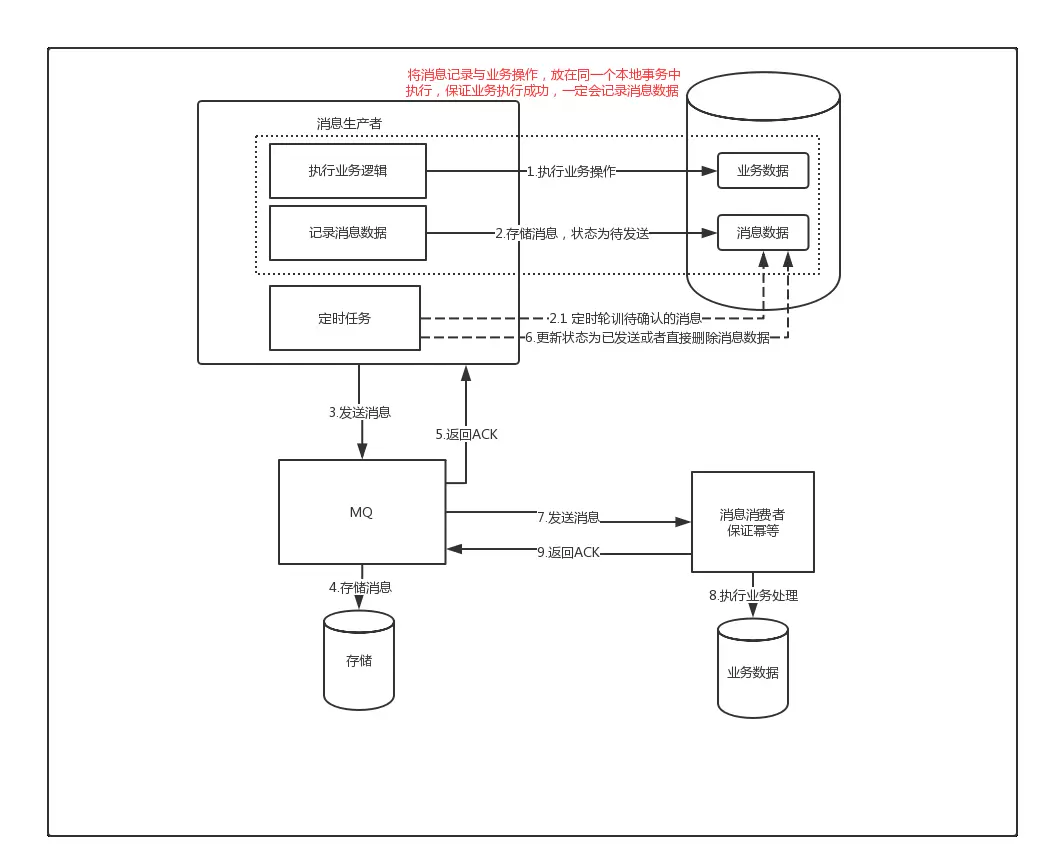 将消息记录与业务操作，放在同一个本地事务中
执行，保证业务执行成功，一定会记录消息数据
消息生产者
执行业务逻辑
1.执行业务操作
业务数据
记录消息数据
2.存储消息，状态为待发送
消息数据
定时任务
2.1 定时轮训待确认的消息
6.更新状态为已发送或者直接删除消息数据
3.发送消息
5.返回ACK
MQ
7.发送消息
消息消费者
保证幂等
9.返回ACK
4.存储消息
8.执行业务处理
存储
业务数据